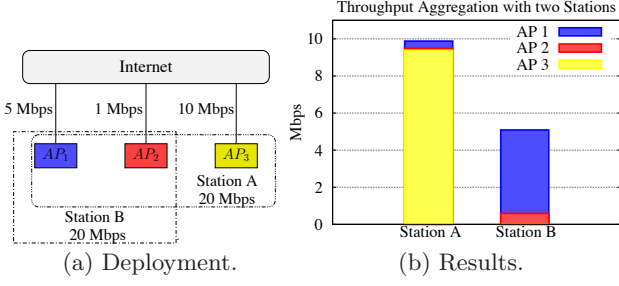 Internet
5 Mbps
1 Mbps
10 Mbps
AP1
AP2
AP3
Station A
20 Mbps
Station B
20 Mbps
(a) Deployment.
Throughput Aggregation with two Stations
AP 1
AP 2
AP 3
Mbps
10
8
6
4
2
0
Station A
Station B
(b) Results.